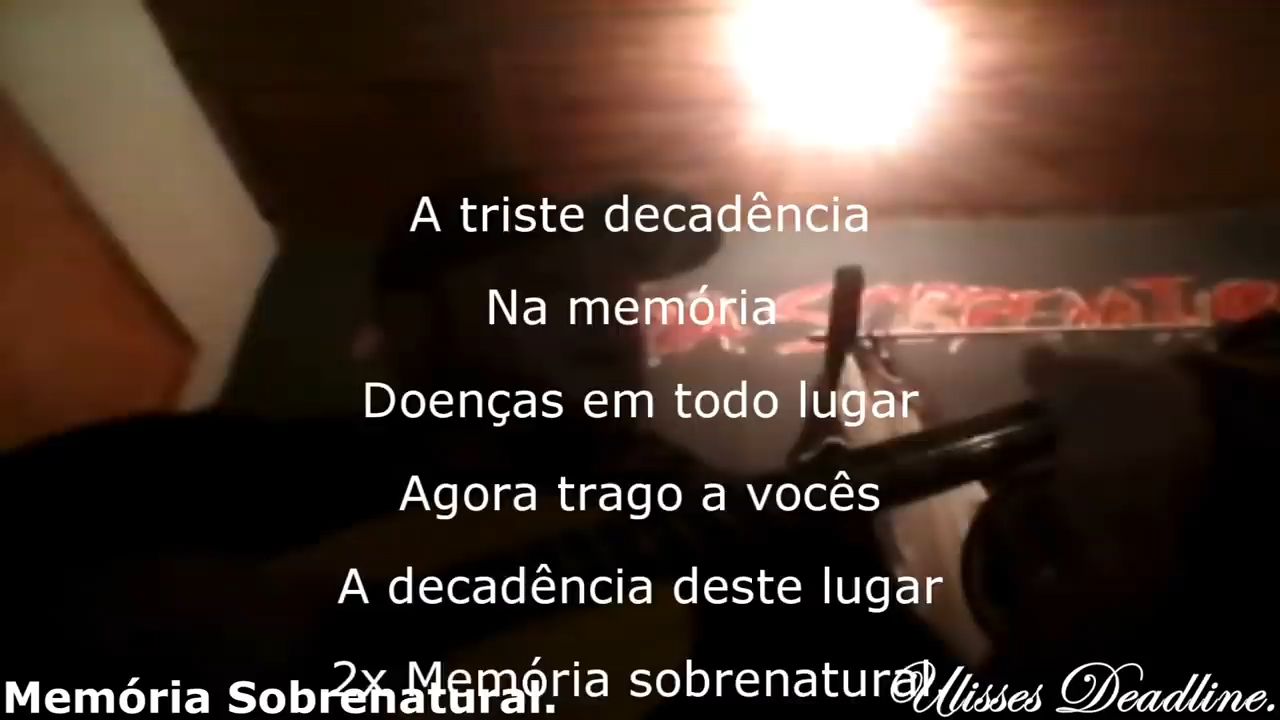 A triste decadência
Na memória
Doenças em todo lugar
Agora trago a vocês
A decadência deste lugar
2x Memória sobrenatural.
Memória Sobrenatural.
Ulisses Deadline.